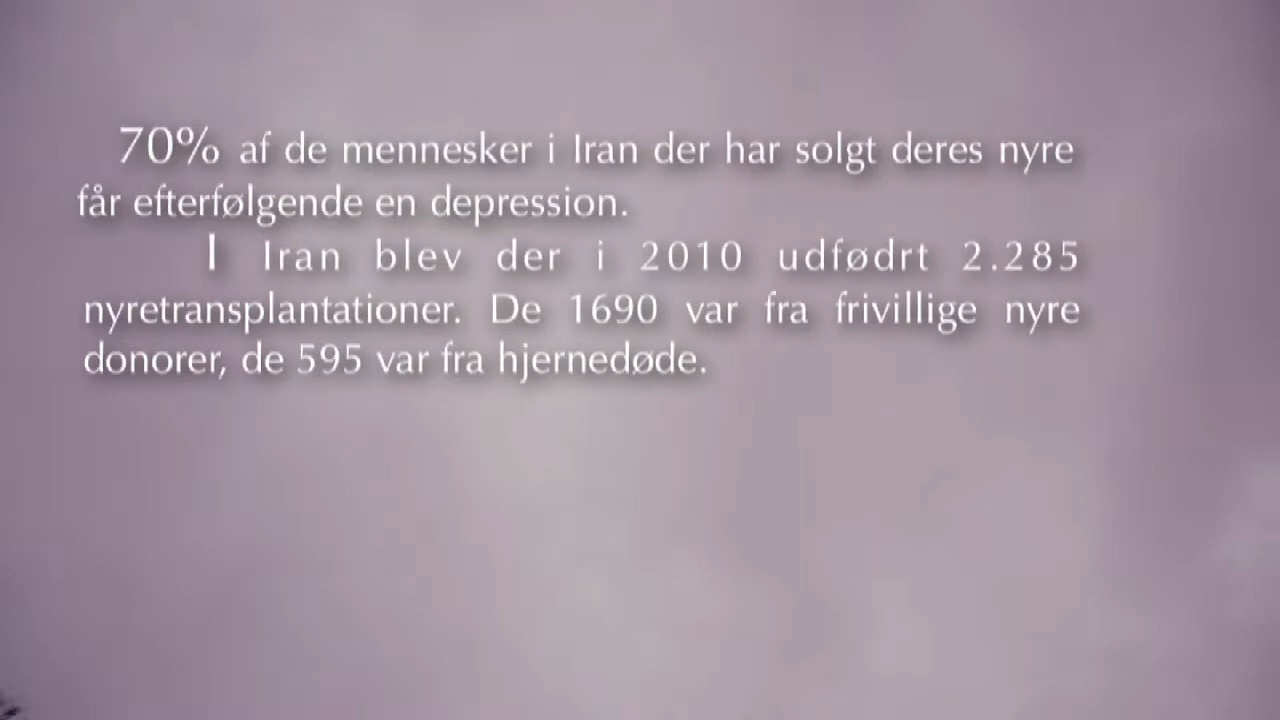 70% af de mennesker i Iran der har solgt deres nyre
får efterfølgende en depression.
I Iran blev der i 2010 udfødrt 2.285
nyretransplantationer. De 1690 var fra frivillige nyre
donorer, de 595 var fra hjernedøde.